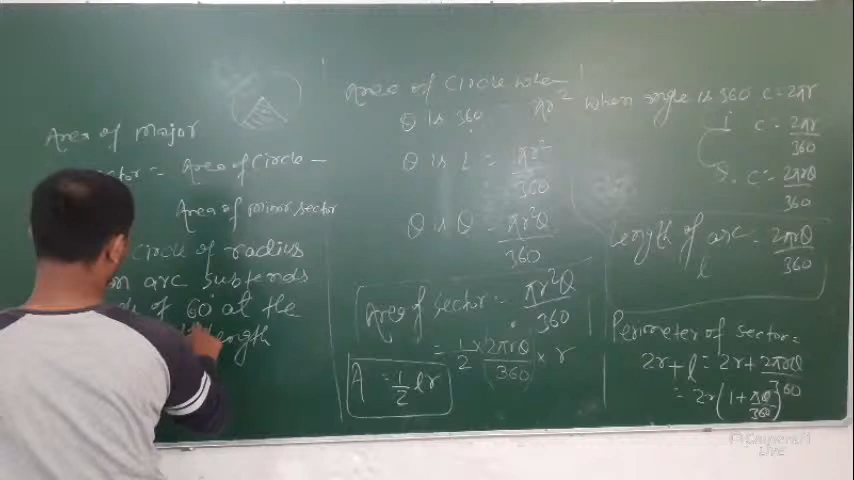 Area of major
= Area of Circle -
Area of minor sector
Circle of radius
an arc subtends
of 60° at the
length
Area of Circle when
θ is 360 πr²
θ is 1 = πr²/360
θ is θ = πr²θ/360
Area of sector = πr²θ/360
= 1/2 × 2πrθ/360 × r
A = 1/2 lr
when angle is 360 C = 2πr
1 C = 2πr/360
θ. C = 2πrθ/360
length of arc = 2πrθ/360
l
Perimeter of sector =
2r + l = 2r + 2πrθ/360
= 2r(1 + πθ/360)
LIVE